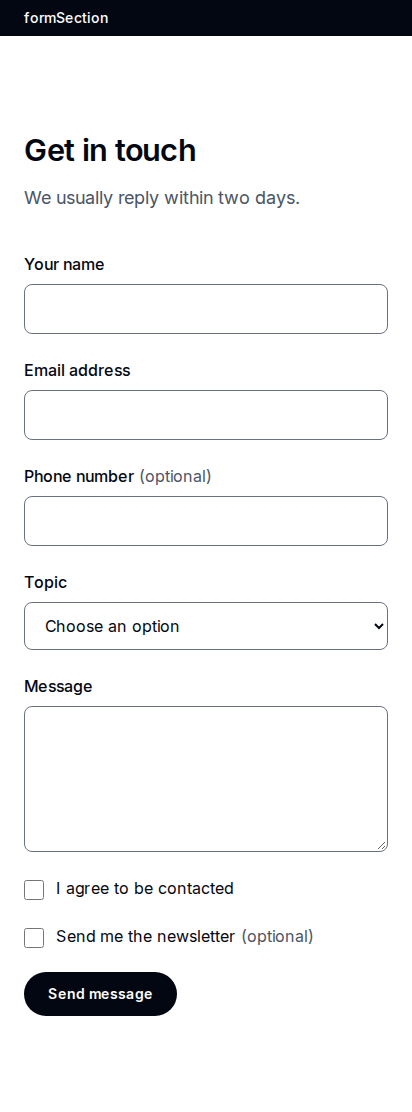 formSection
Get in touch
We usually reply within two days.
Your name
Email address
Phone number (optional)
Topic
Choose an option
Message
I agree to be contacted
Send me the newsletter (optional)
Send message